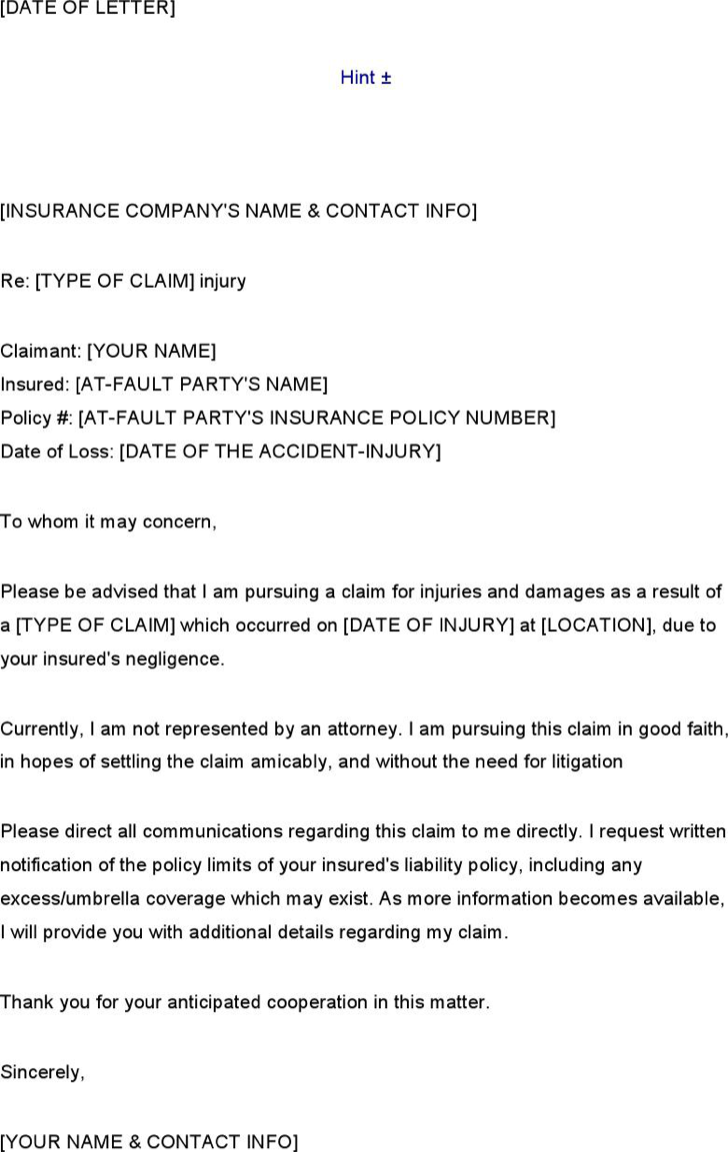 [DATE OF LETTER]
Hint ±
[INSURANCE COMPANY'S NAME & CONTACT INFO]
Re: [TYPE OF CLAIM] injury
Claimant: [YOUR NAME]
Insured: [AT-FAULT PARTY'S NAME]
Policy #: [AT-FAULT PARTY'S INSURANCE POLICY NUMBER]
Date of Loss: [DATE OF THE ACCIDENT-INJURY]
To whom it may concern,
Please be advised that I am pursuing a claim for injuries and damages as a result of
a [TYPE OF CLAIM] which occurred on [DATE OF INJURY] at [LOCATION], due to
your insured's negligence.
Currently, I am not represented by an attorney. I am pursuing this claim in good faith,
in hopes of settling the claim amicably, and without the need for litigation
Please direct all communications regarding this claim to me directly. I request written
notification of the policy limits of your insured's liability policy, including any
excess/umbrella coverage which may exist. As more information becomes available,
I will provide you with additional details regarding my claim.
Thank you for your anticipated cooperation in this matter.
Sincerely,
[YOUR NAME & CONTACT INFO]